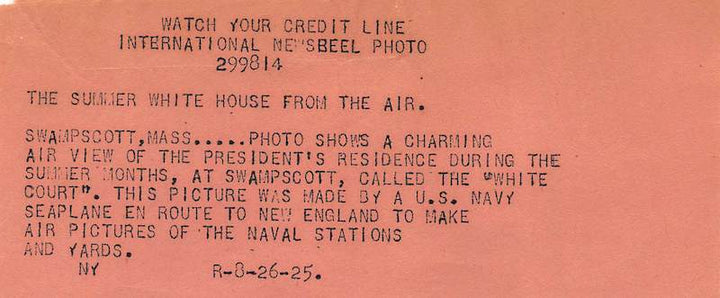 WATCH YOUR CREDIT LINE
INTERNATIONAL NEWSBEEL PHOTO
299814
THE SUMMER WHITE HOUSE FROM THE AIR.
SWAMPSCOTT,MASS.....PHOTO SHOWS A CHARMING
AIR VIEW OF THE PRESIDENT'S RESIDENCE DURING THE
SUMMER MONTHS, AT SWAMPSCOTT, CALLED THE "WHITE
COURT". THIS PICTURE WAS MADE BY A U.S. NAVY
SEAPLANE EN ROUTE TO NEW ENGLAND TO MAKE
AIR PICTURES OF THE NAVAL STATIONS
AND YARDS.
NY R-8-26-25.